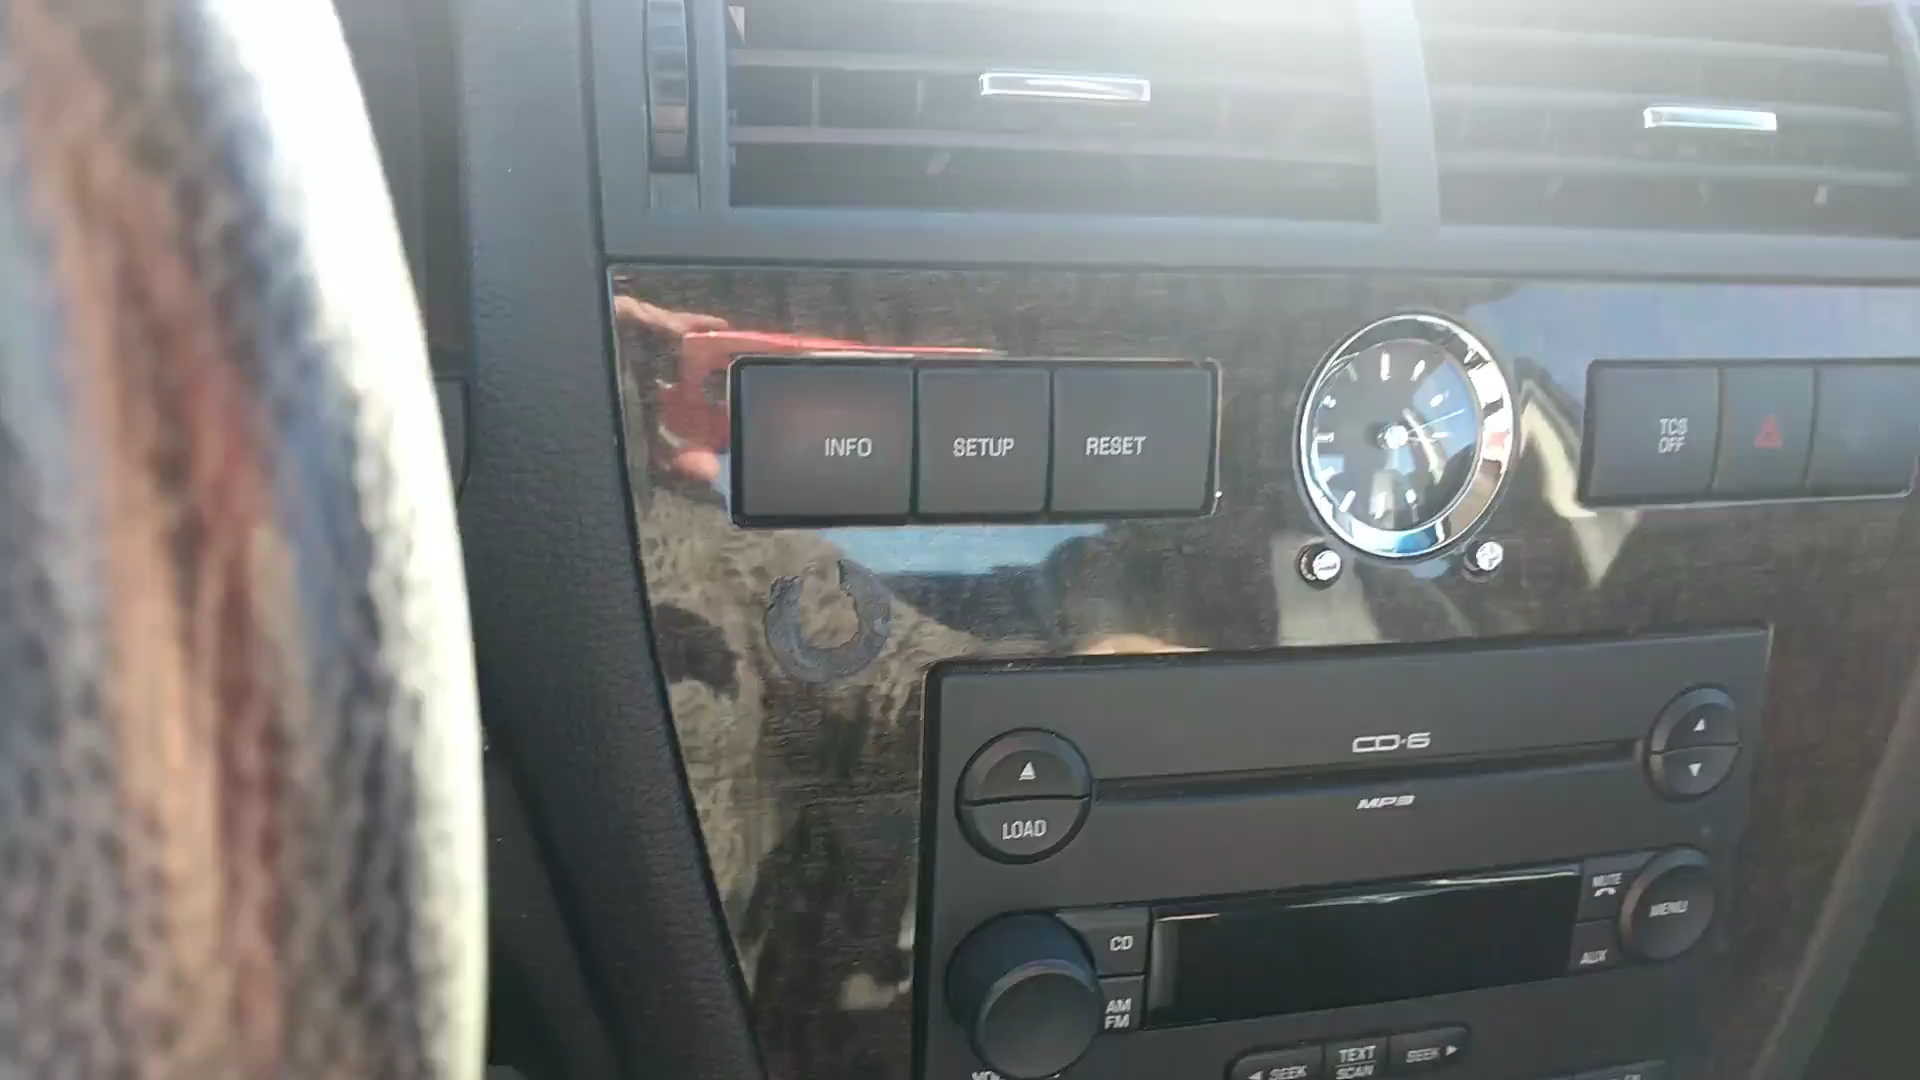 INFO
SETUP
RESET
TCS
OFF
CD·6
MP3
LOAD
MUTE
MENU
CD
AUX
AM
FM
SEEK
TEXT
SCAN
SEEK